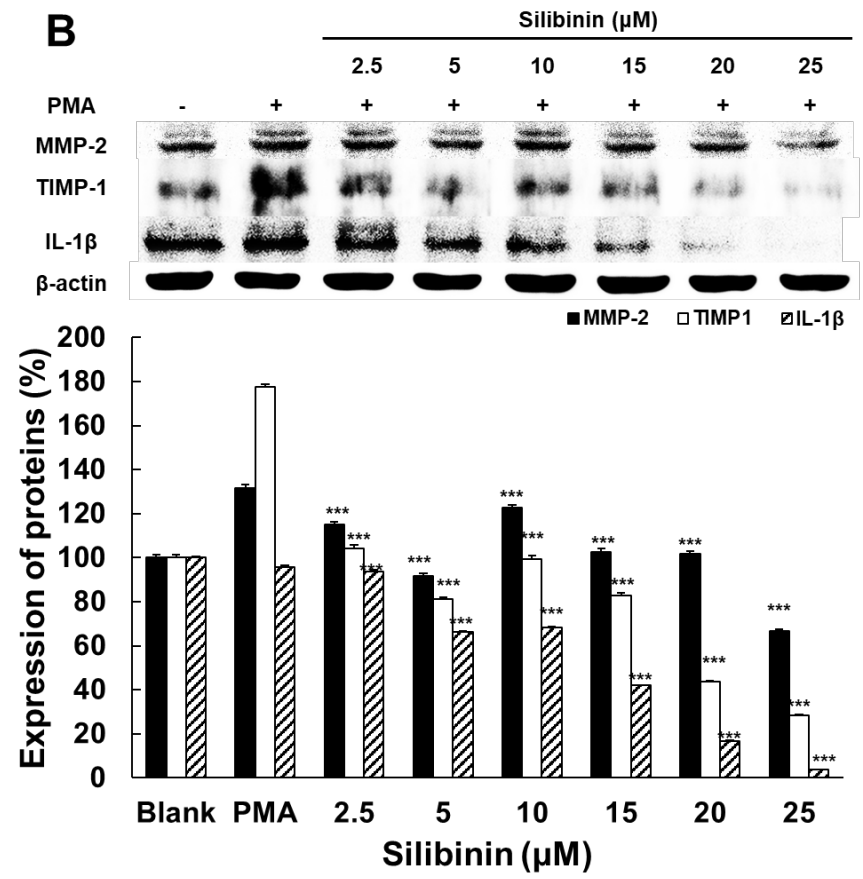 B
Silibinin (µM)
2.5 5 10 15 20 25
PMA - + + + + + + +
MMP-2
TIMP-1
IL-1β
β-actin
MMP-2 TIMP1 IL-1β
Expression of proteins (%)
200
180
160
140
120
100
80
60
40
20
0
*** *** ***
*** *** ***
*** *** ***
*** *** ***
*** *** ***
*** *** ***
Blank PMA 2.5 5 10 15 20 25
Silibinin (µM)